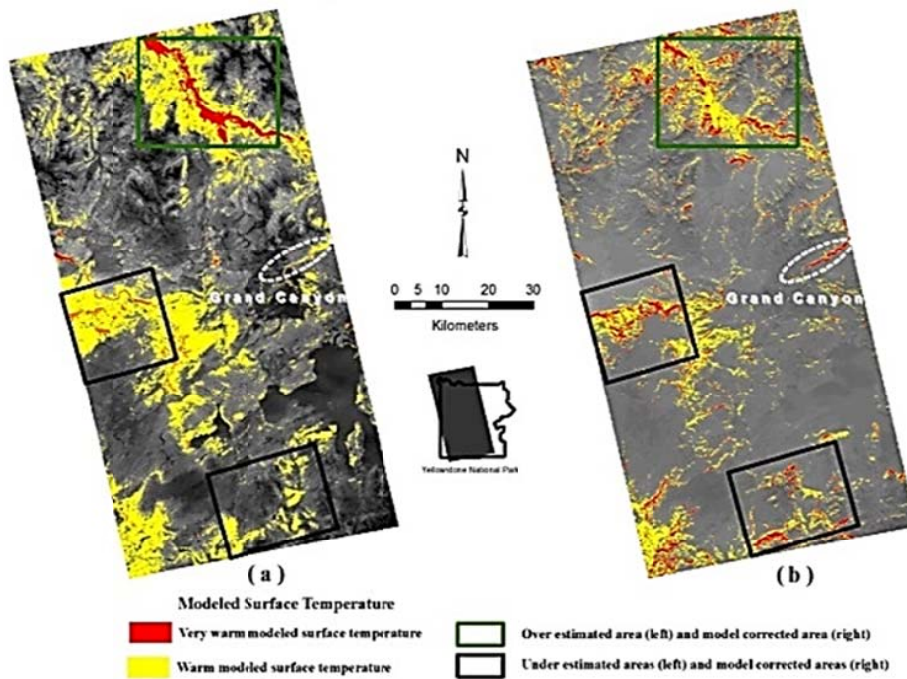 N
Grand Canyon
Grand Canyon
0 5 10 20 30
Kilometers
Yellowstone National Park
( a )
( b )
Modeled Surface Temperature
Very warm modeled surface temperature
Warm modeled surface temperature
Over estimated area (left) and model corrected area (right)
Under estimated areas (left) and model corrected areas (right)